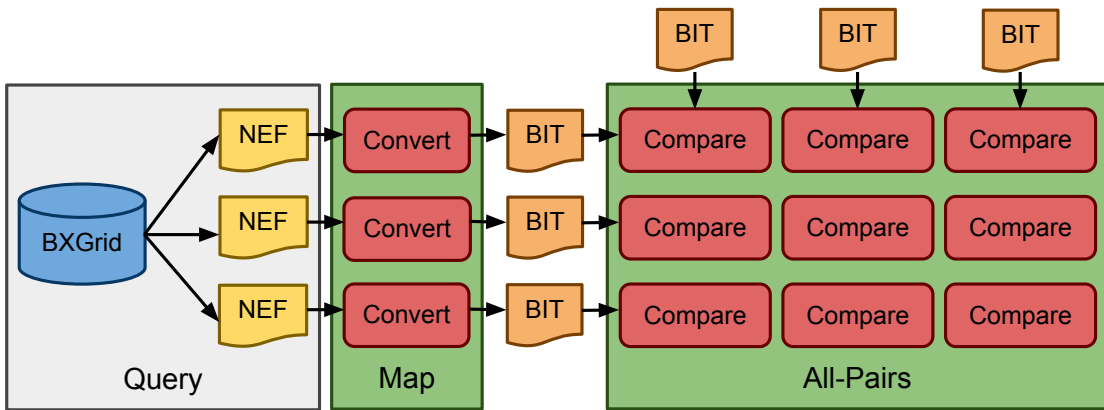 BIT
BIT
BIT
NEF
Convert
BIT
Compare
Compare
Compare
BXGrid
NEF
Convert
BIT
Compare
Compare
Compare
NEF
Convert
BIT
Compare
Compare
Compare
Query
Map
All-Pairs